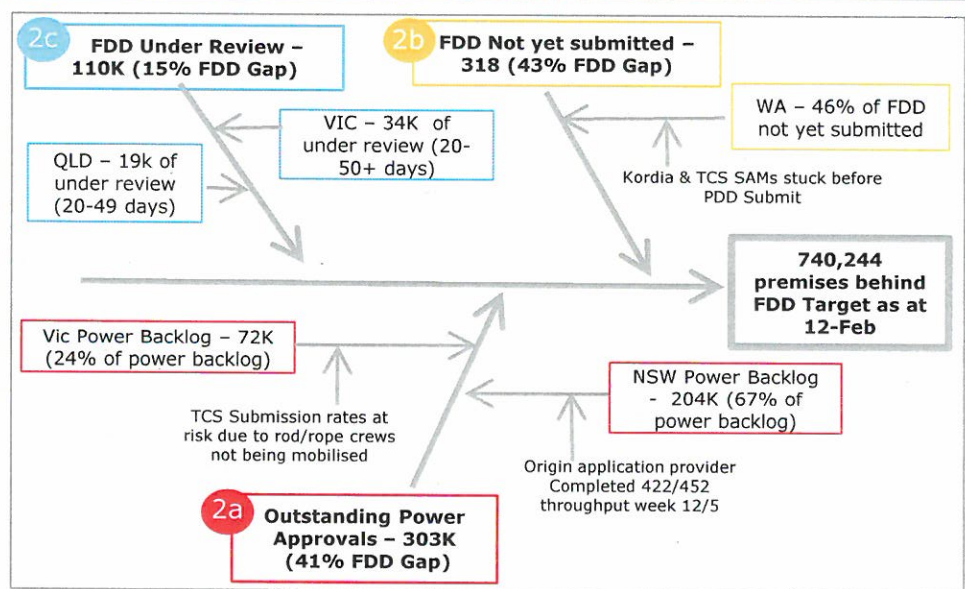 2c
FDD Under Review –
110K (15% FDD Gap)
2b
FDD Not yet submitted –
318 (43% FDD Gap)
VIC – 34K of
under review (20-
50+ days)
WA – 46% of FDD
not yet submitted
QLD – 19k of
under review
(20-49 days)
Kordia & TCS SAMs stuck before
PDD Submit
740,244
premises behind
FDD Target as at
12-Feb
Vic Power Backlog – 72K
(24% of power backlog)
NSW Power Backlog
- 204K (67% of
power backlog)
TCS Submission rates at
risk due to rod/rope crews
not being mobilised
Origin application provider
Completed 422/452
throughput week 12/5
2a
Outstanding Power
Approvals – 303K
(41% FDD Gap)